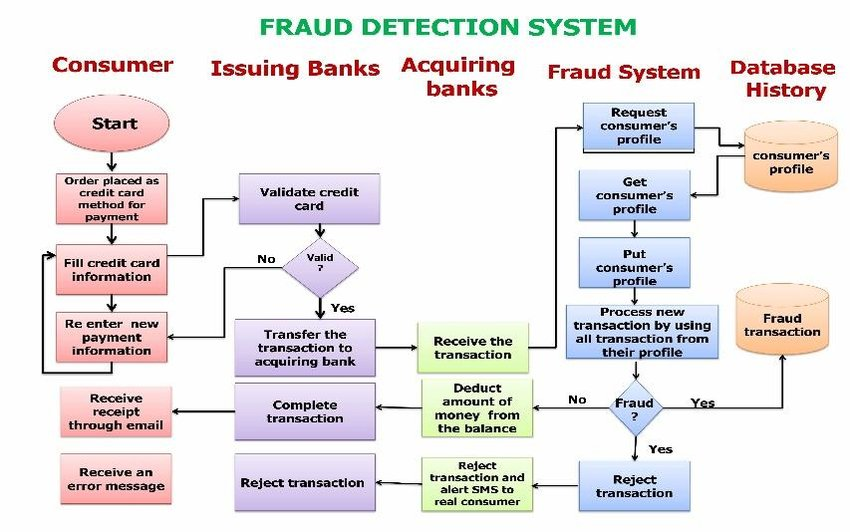 FRAUD DETECTION SYSTEM
Consumer
Issuing Banks
Acquiring
banks
Fraud System
Database
History
Start
Order placed as
credit card
method for
payment
Fill credit card
information
Re enter new
payment
information
Receive
receipt
through email
Receive an
error message
Validate credit
card
Valid
?
No
Yes
Transfer the
transaction to
acquiring bank
Complete
transaction
Reject transaction
Receive the
transaction
Deduct
amount of
money from
the balance
Reject
transaction and
alert SMS to
real consumer
Request
consumer's
profile
Get
consumer's
profile
Put
consumer's
profile
Process new
transaction by using
all transaction from
their profile
Fraud
?
No
Yes
Yes
Reject
transaction
consumer's
profile
Fraud
transaction